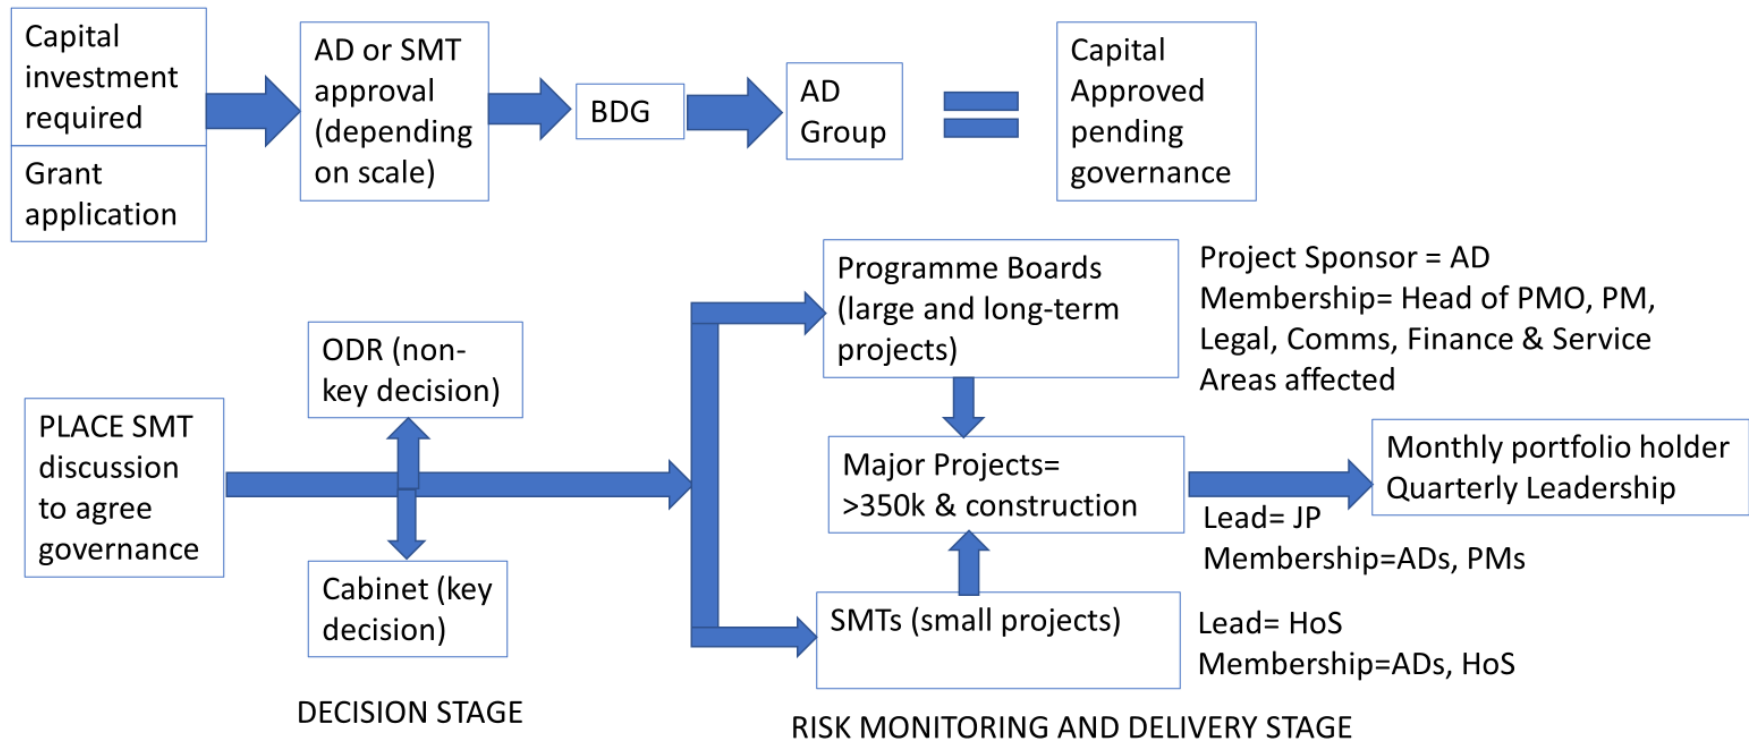 Capital
investment
required
Grant
application
AD or SMT
approval
(depending
on scale)
BDG
AD
Group
Capital
Approved
pending
governance
PLACE SMT
discussion
to agree
governance
ODR (non-
key decision)
Cabinet (key
decision)
DECISION STAGE
Programme Boards
(large and long-term
projects)
Project Sponsor = AD
Membership= Head of PMO, PM,
Legal, Comms, Finance & Service
Areas affected
Major Projects=
>350k & construction
Monthly portfolio holder
Quarterly Leadership
Lead= JP
Membership=ADs, PMs
SMTs (small projects)
Lead= HoS
Membership=ADs, HoS
RISK MONITORING AND DELIVERY STAGE